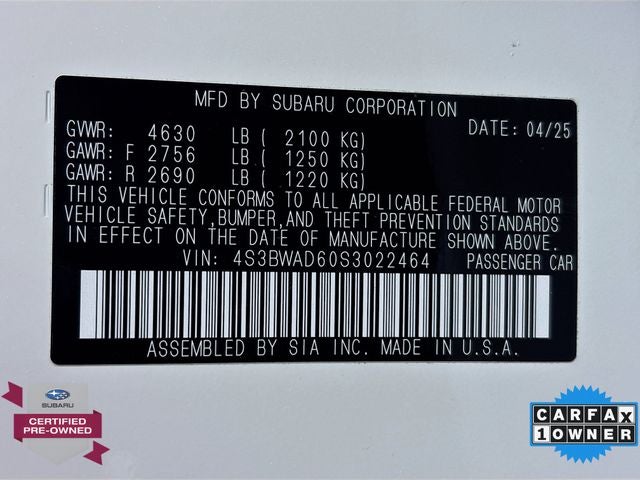 MFD BY SUBARU CORPORATION
DATE: 04/25
GVWR: 4630 LB ( 2100 KG)
GAWR: F 2756 LB ( 1250 KG)
GAWR: R 2690 LB ( 1220 KG)
THIS VEHICLE CONFORMS TO ALL APPLICABLE FEDERAL MOTOR
VEHICLE SAFETY,BUMPER,AND THEFT PREVENTION STANDARDS
IN EFFECT ON THE DATE OF MANUFACTURE SHOWN ABOVE.
VIN: 4S3BWAD60S3022464 PASSENGER CAR
ASSEMBLED BY SIA INC. MADE IN U.S.A.
SUBARU
CERTIFIED
PRE-OWNED
CARFAX
1 OWNER